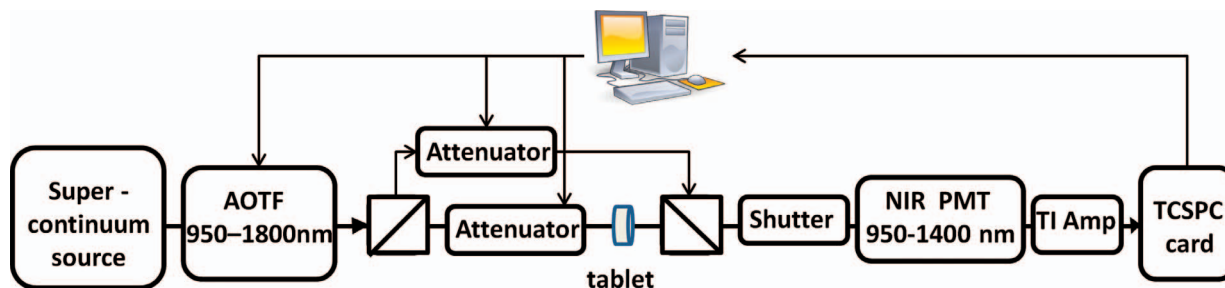 Super -
continuum
source
AOTF
950–1800nm
Attenuator
Attenuator
tablet
Shutter
NIR PMT
950-1400 nm
TI Amp
TCSPC
card